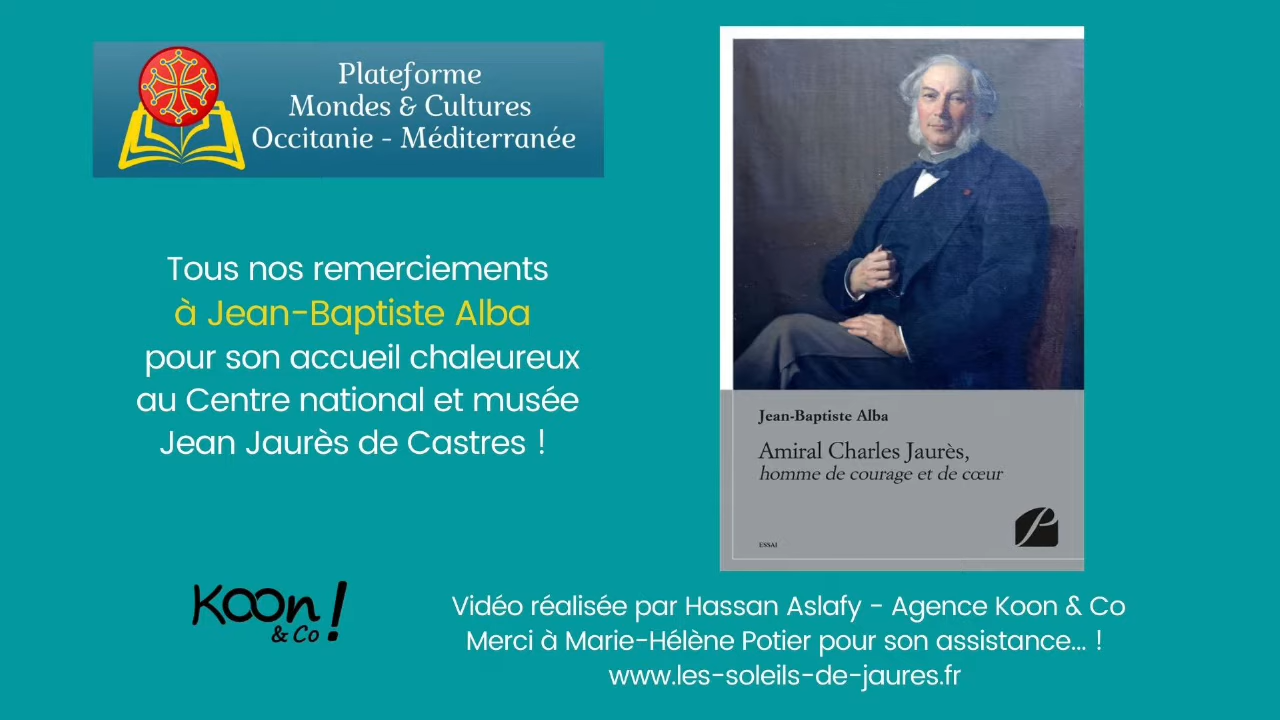 Plateforme
Mondes & Cultures
Occitanie - Méditerranée
Tous nos remerciements
à Jean-Baptiste Alba
pour son accueil chaleureux
au Centre national et musée
Jean Jaurès de Castres !
Jean-Baptiste Alba
Amiral Charles Jaurès,
homme de courage et de cœur
ESSAI
Koon !
& Co
Vidéo réalisée par Hassan Aslafy - Agence Koon & Co
Merci à Marie-Hélène Potier pour son assistance... !
www.les-soleils-de-jaures.fr